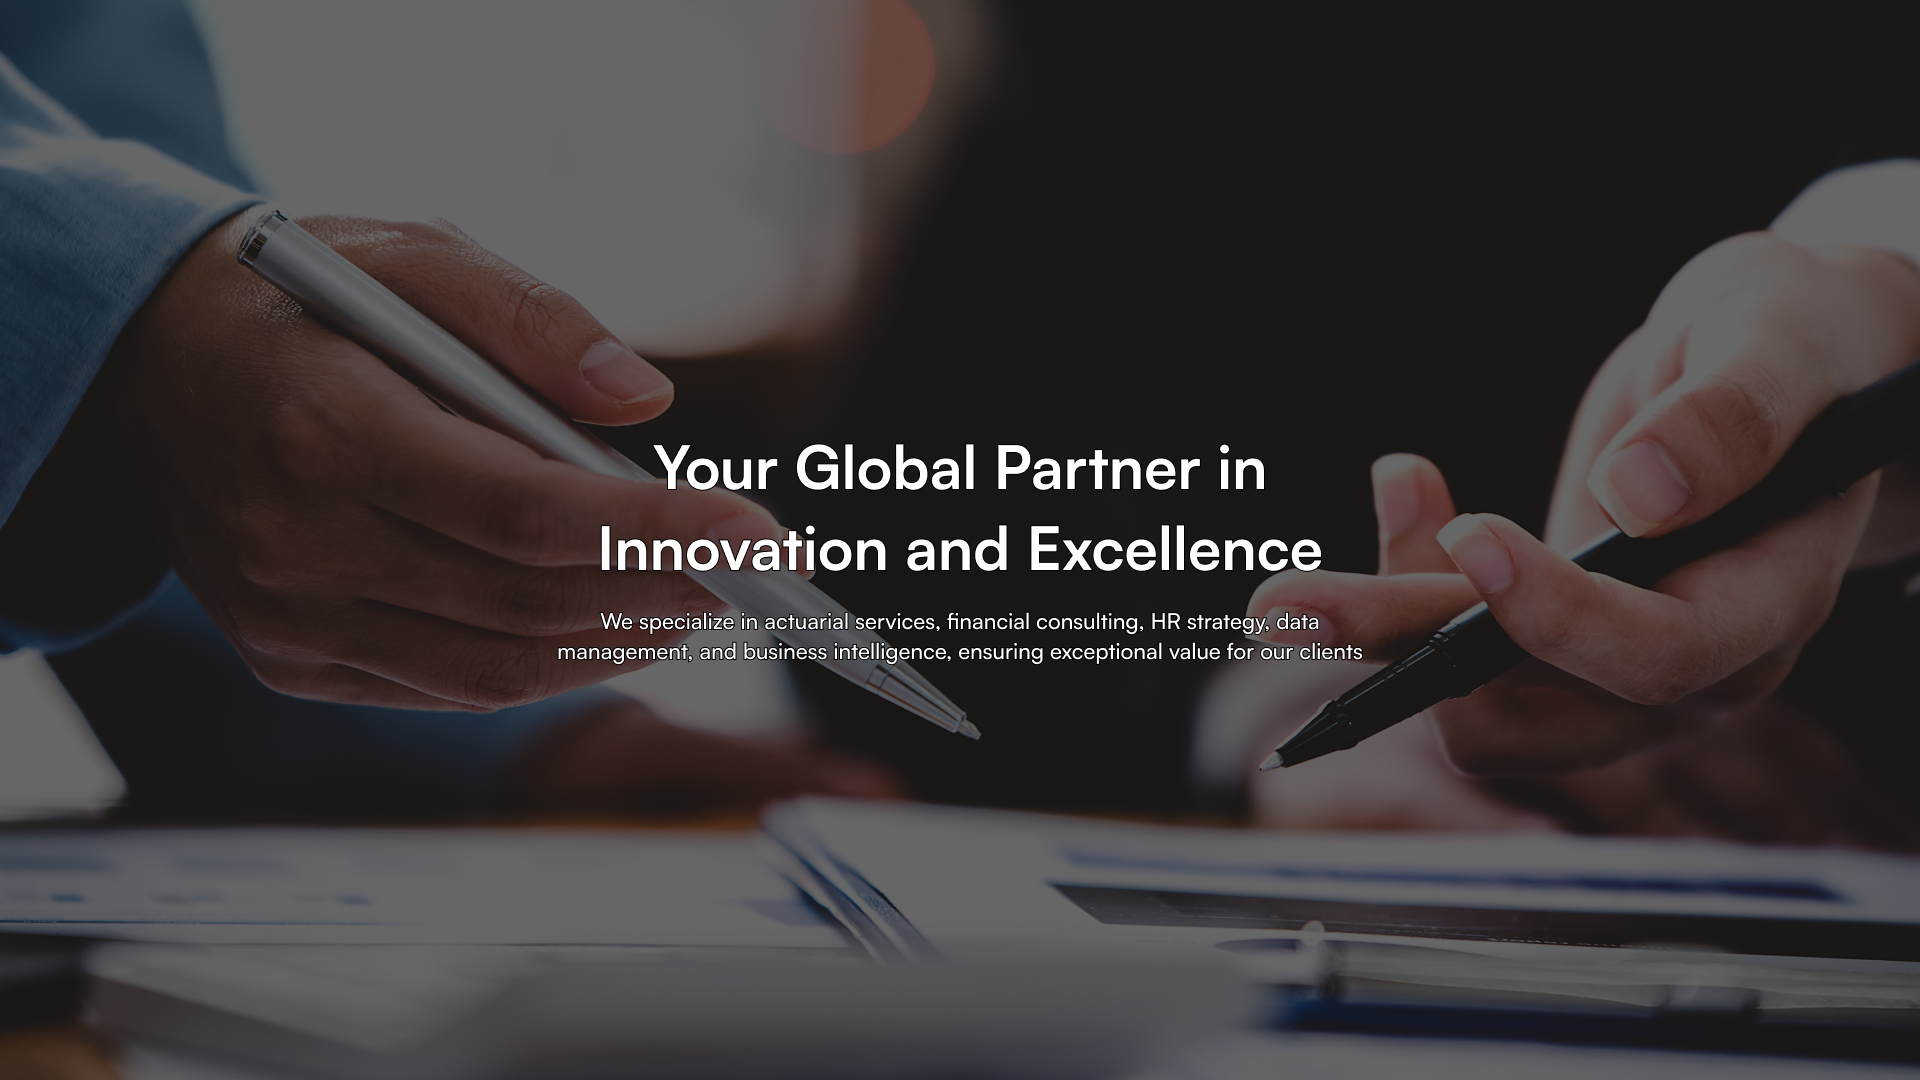 Your Global Partner in
Innovation and Excellence
We specialize in actuarial services, financial consulting, HR strategy, data
management, and business intelligence, ensuring exceptional value for our clients